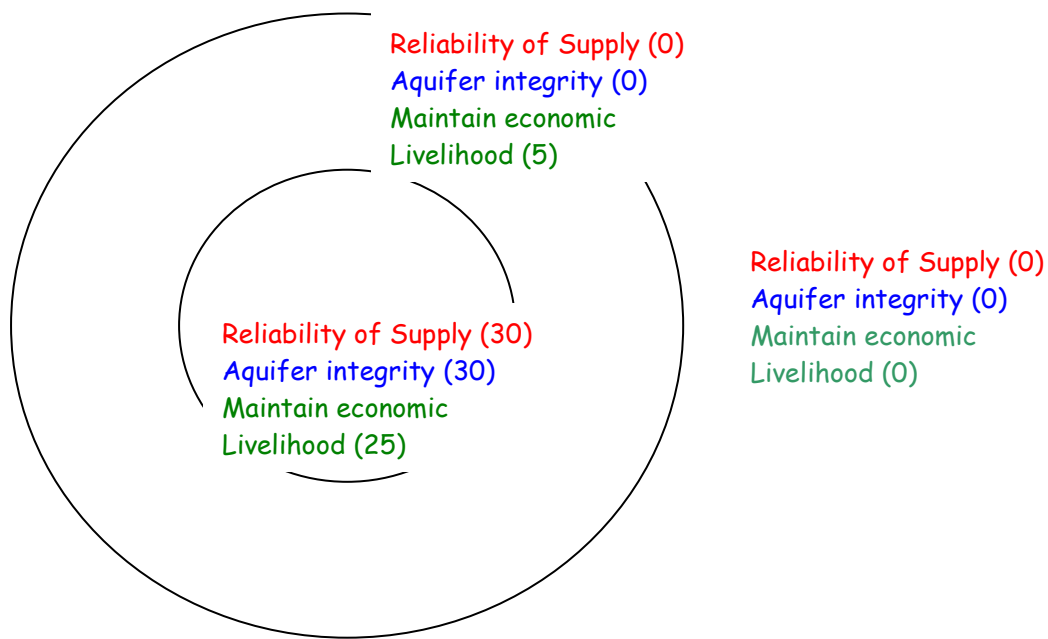 Reliability of Supply (0)
Aquifer integrity (0)
Maintain economic
Livelihood (5)
Reliability of Supply (0)
Aquifer integrity (0)
Maintain economic
Livelihood (0)
Reliability of Supply (30)
Aquifer integrity (30)
Maintain economic
Livelihood (25)